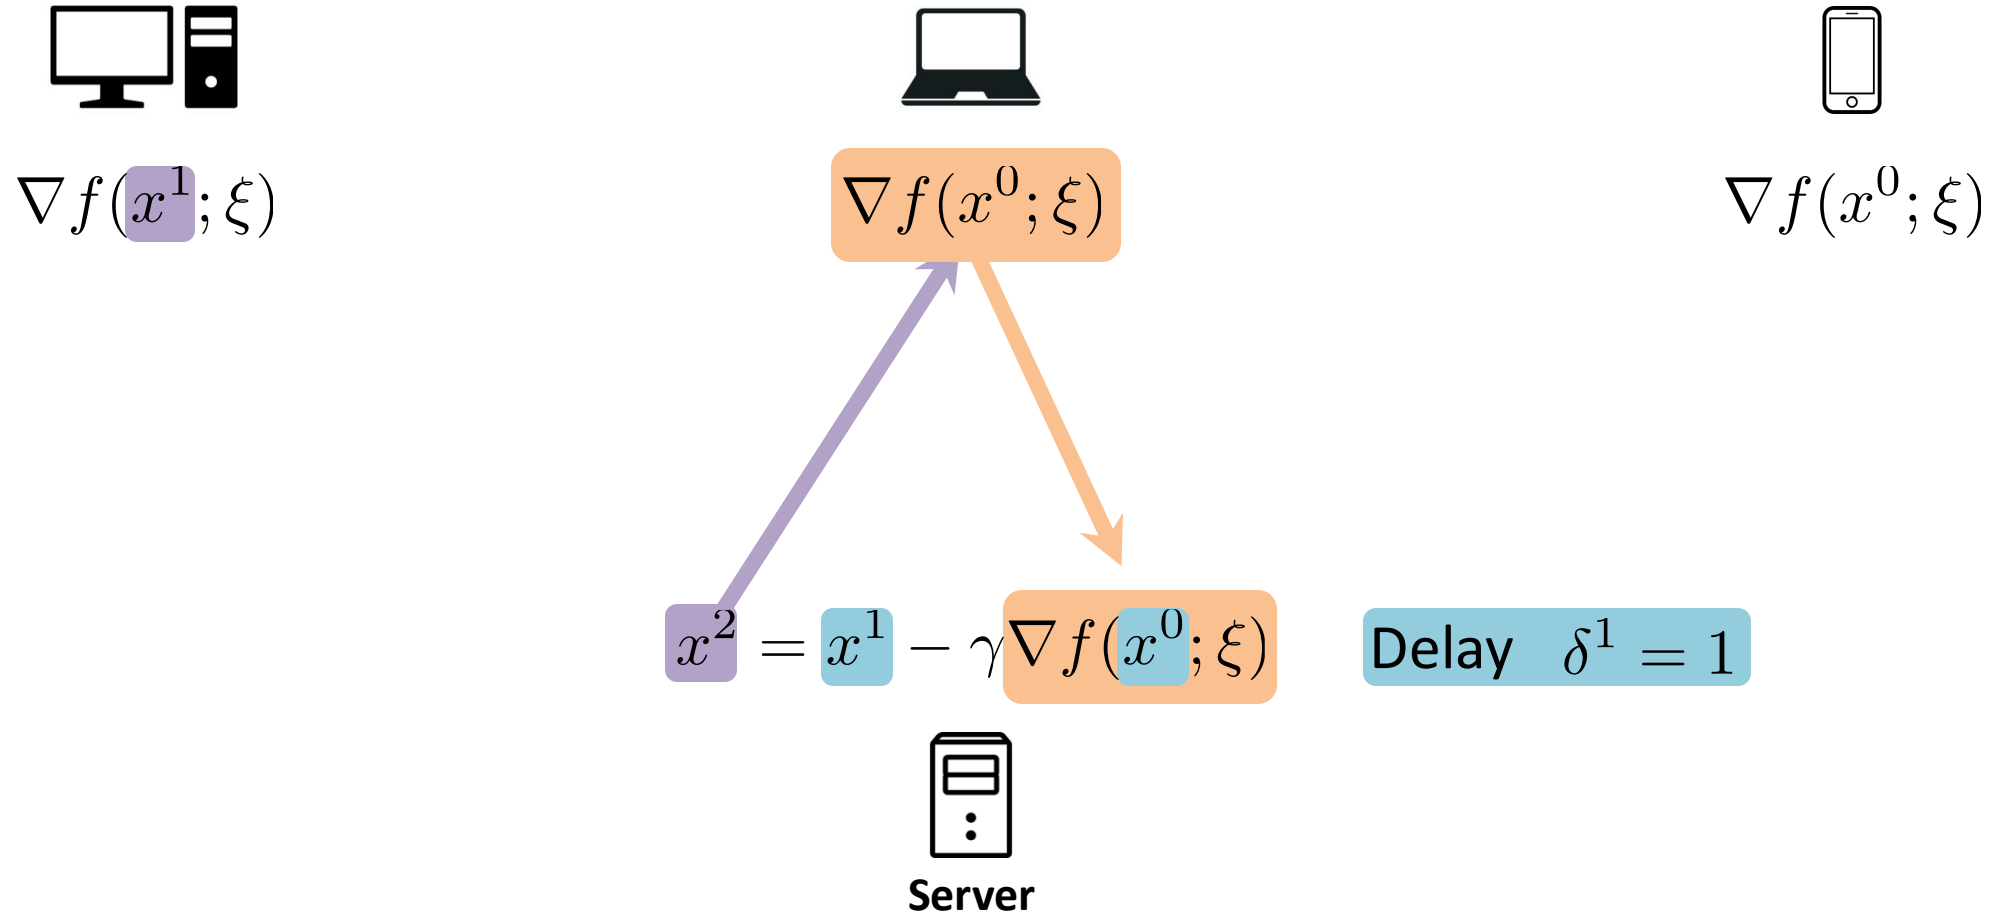 ∇f(x¹; ξ) ∇f(x⁰; ξ) ∇f(x⁰; ξ)
x² = x¹ − γ∇f(x⁰; ξ) Delay δ¹ = 1
Server